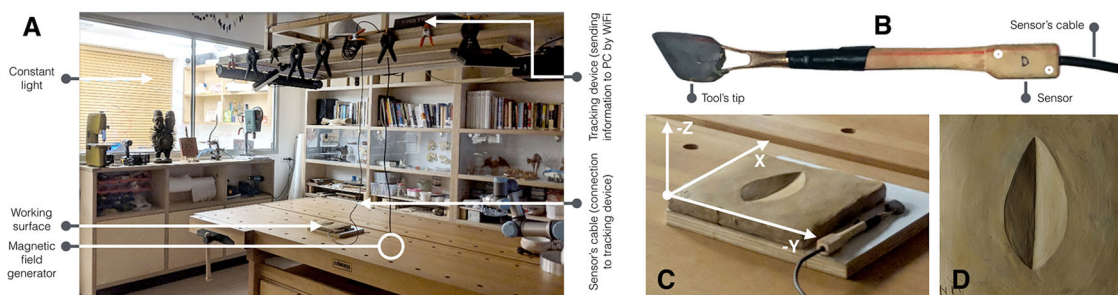 A
Constant
light
Working
surface
Magnetic
field
generator
Tracking device (sending
information to PC by WiFi
Sensor's cable (connection
to tracking device)
B
Sensor's cable
D
Tool's tip
Sensor
-Z
X
-Y
C
D